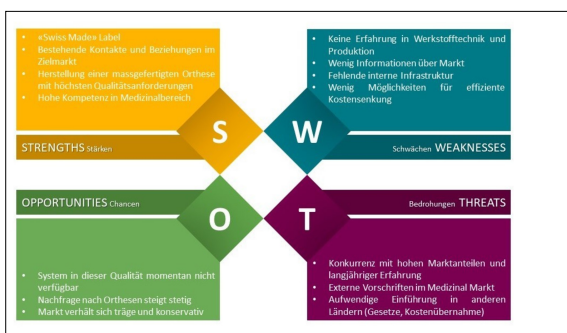 • «Swiss Made» Label
• Bestehende Kontakte und Beziehungen im
Zielmarkt
• Herstellung einer massgefertigten Orthese
mit höchsten Qualitätsanforderungen
• Hohe Kompetenz in Medizinalbereich
S
STRENGTHS Stärken
• Keine Erfahrung in Werkstofftechnik und
Produktion
• Wenig Informationen über Markt
• Fehlende interne Infrastruktur
• Wenig Möglichkeiten für effiziente
Kostensenkung
W
Schwächen WEAKNESSES
OPPORTUNITIES Chancen
O
• System in dieser Qualität momentan nicht
verfügbar
• Nachfrage nach Orthesen steigt stetig
• Markt verhält sich träge und konservativ
Bedrohungen THREATS
T
• Konkurrenz mit hohen Marktanteilen und
langjähriger Erfahrung
• Externe Vorschriften im Medizinal Markt
• Aufwendige Einführung in anderen
Ländern (Gesetze, Kostenübernahme)